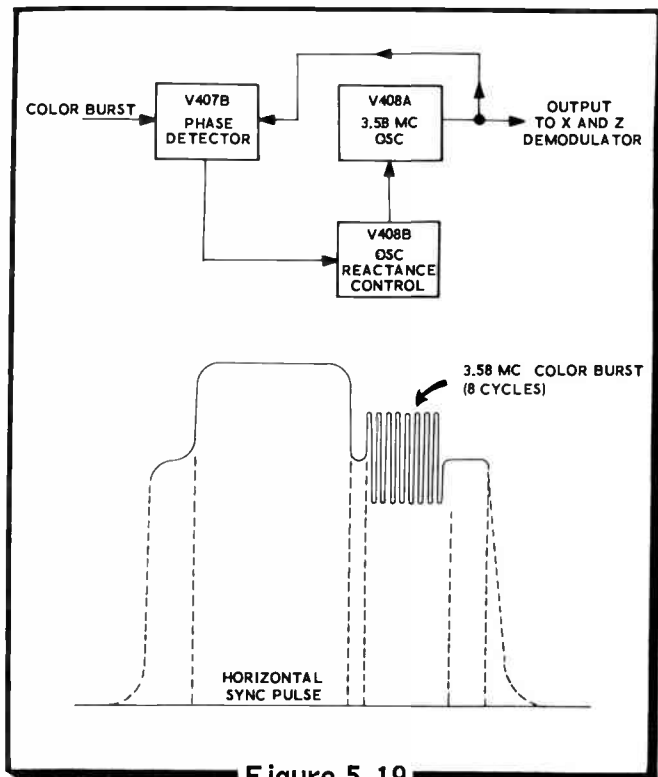 COLOR BURST
V407B
PHASE
DETECTOR
V408A
3.58 MC
OSC
OUTPUT
TO X AND Z
DEMODULATOR
V408B
OSC
REACTANCE
CONTROL
3.58 MC COLOR BURST
(8 CYCLES)
HORIZONTAL
SYNC PULSE
Figure 5.19